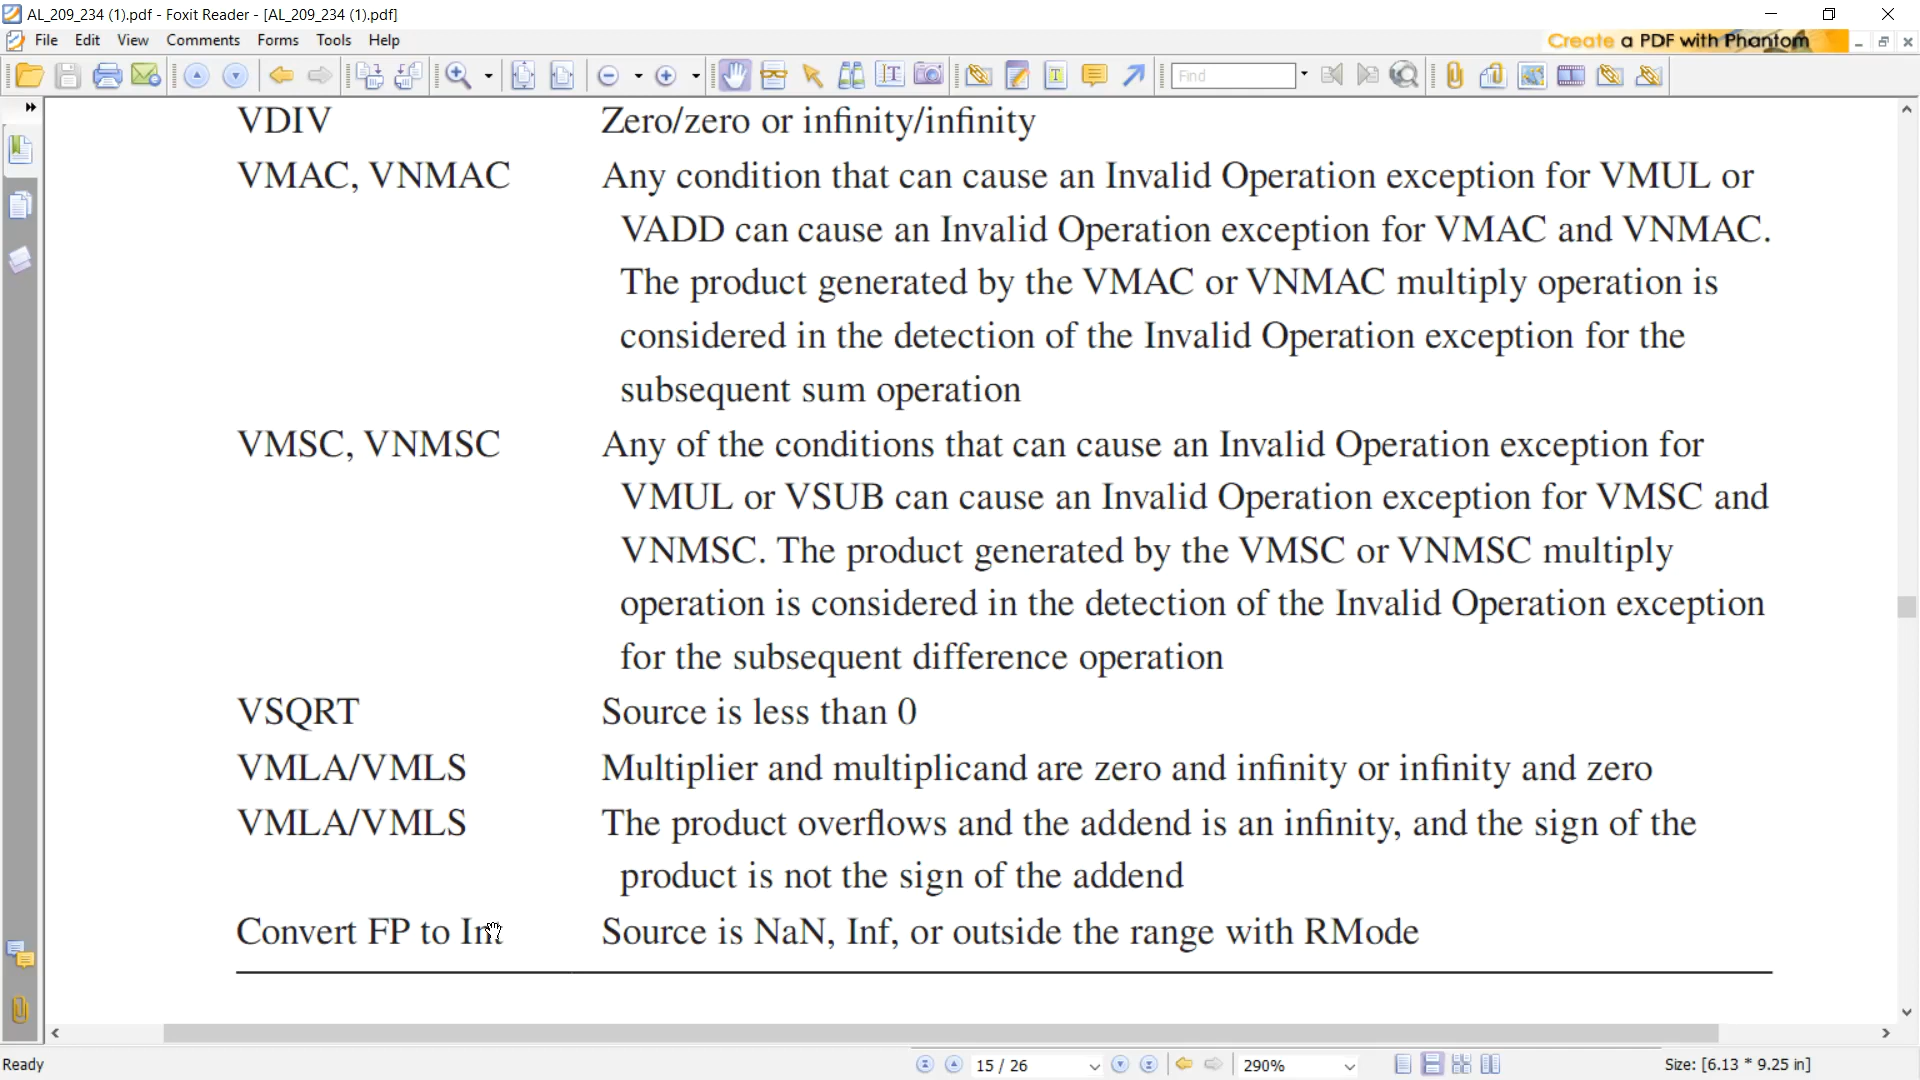 AL_209_234 (1).pdf - Foxit Reader - [AL_209_234 (1).pdf]
File Edit View Comments Forms Tools Help
Create a PDF with Phantom
Find
VDIV Zero/zero or infinity/infinity
VMAC, VNMAC Any condition that can cause an Invalid Operation exception for VMUL or
VADD can cause an Invalid Operation exception for VMAC and VNMAC.
The product generated by the VMAC or VNMAC multiply operation is
considered in the detection of the Invalid Operation exception for the
subsequent sum operation
VMSC, VNMSC Any of the conditions that can cause an Invalid Operation exception for
VMUL or VSUB can cause an Invalid Operation exception for VMSC and
VNMSC. The product generated by the VMSC or VNMSC multiply
operation is considered in the detection of the Invalid Operation exception
for the subsequent difference operation
VSQRT Source is less than 0
VMLA/VMLS Multiplier and multiplicand are zero and infinity or infinity and zero
VMLA/VMLS The product overflows and the addend is an infinity, and the sign of the
product is not the sign of the addend
Convert FP to Int Source is NaN, Inf, or outside the range with RMode
Ready 15 / 26 290% Size: [6.13 * 9.25 in]